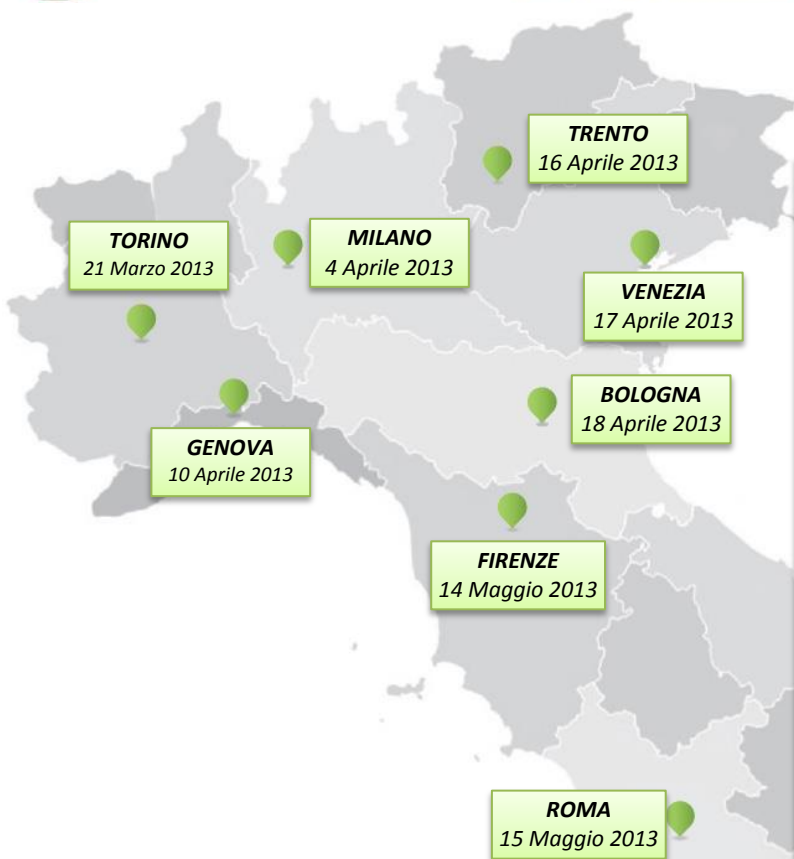 TRENTO
16 Aprile 2013
TORINO
21 Marzo 2013
MILANO
4 Aprile 2013
VENEZIA
17 Aprile 2013
BOLOGNA
18 Aprile 2013
GENOVA
10 Aprile 2013
FIRENZE
14 Maggio 2013
ROMA
15 Maggio 2013